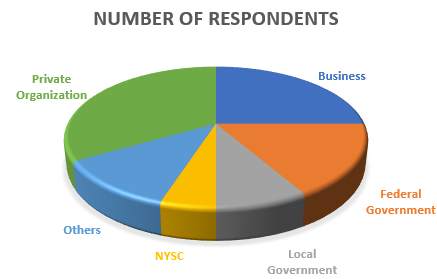 NUMBER OF RESPONDENTS
Business
Private
Organization
Federal
Government
Others
NYSC
Local
Government